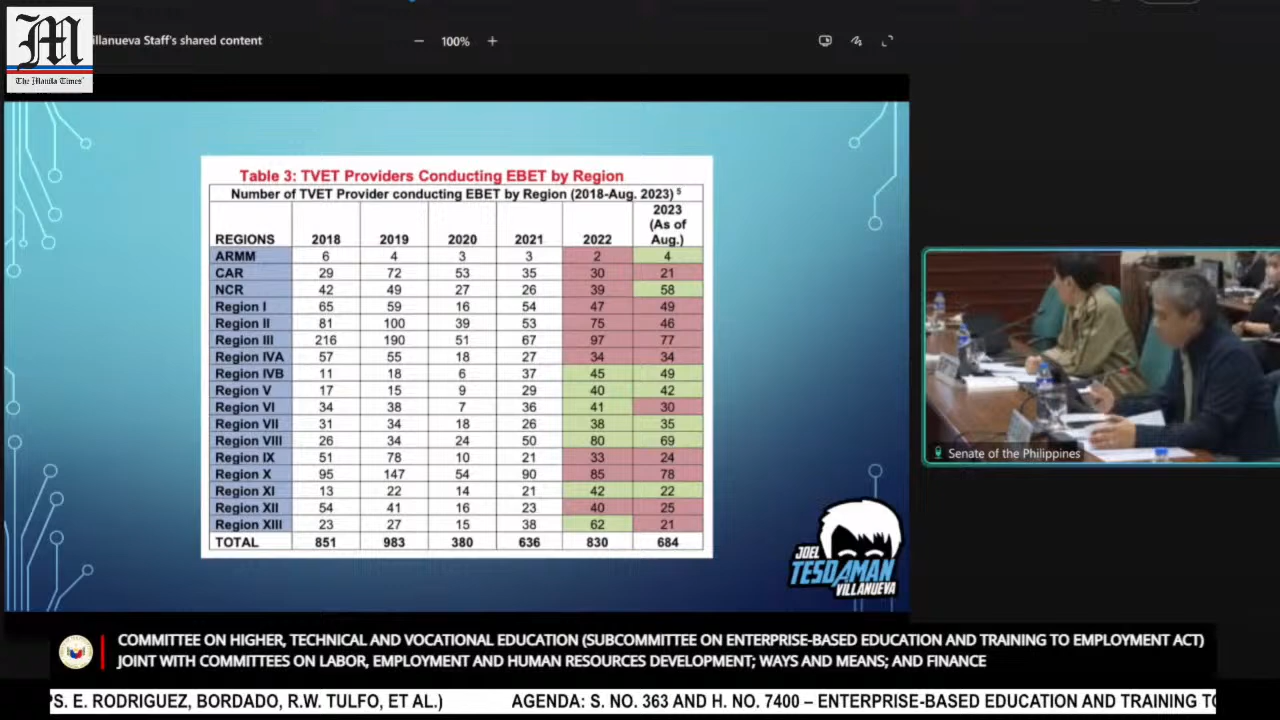 M
The Manila Times
illanueva Staff's shared content
− 100% +
Table 3: TVET Providers Conducting EBET by Region
Number of TVET Provider conducting EBET by Region (2018-Aug. 2023) 5
REGIONS 2018 2019 2020 2021 2022 2023 (As of Aug.)
ARMM 6 4 3 3 2 4
CAR 29 72 53 35 30 21
NCR 42 49 27 26 39 58
Region I 65 59 16 54 47 49
Region II 81 100 39 53 75 46
Region III 216 190 51 67 97 77
Region IVA 57 55 18 27 34 34
Region IVB 11 18 6 37 45 49
Region V 17 15 9 29 40 42
Region VI 34 38 7 36 41 30
Region VII 31 34 18 26 38 35
Region VIII 26 34 24 50 80 69
Region IX 51 78 10 21 33 24
Region X 95 147 54 90 85 78
Region XI 13 22 14 21 42 22
Region XII 54 41 16 23 40 25
Region XIII 23 27 15 38 62 21
TOTAL 851 983 380 636 830 684
JOEL
TESDAMAN
VILLANUEVA
Senate of the Philippines
COMMITTEE ON HIGHER, TECHNICAL AND VOCATIONAL EDUCATION (SUBCOMMITTEE ON ENTERPRISE-BASED EDUCATION AND TRAINING TO EMPLOYMENT ACT)
JOINT WITH COMMITTEES ON LABOR, EMPLOYMENT AND HUMAN RESOURCES DEVELOPMENT; WAYS AND MEANS; AND FINANCE
PS. E. RODRIGUEZ, BORDADO, R.W. TULFO, ET AL.) AGENDA: S. NO. 363 AND H. NO. 7400 – ENTERPRISE-BASED EDUCATION AND TRAINING TO